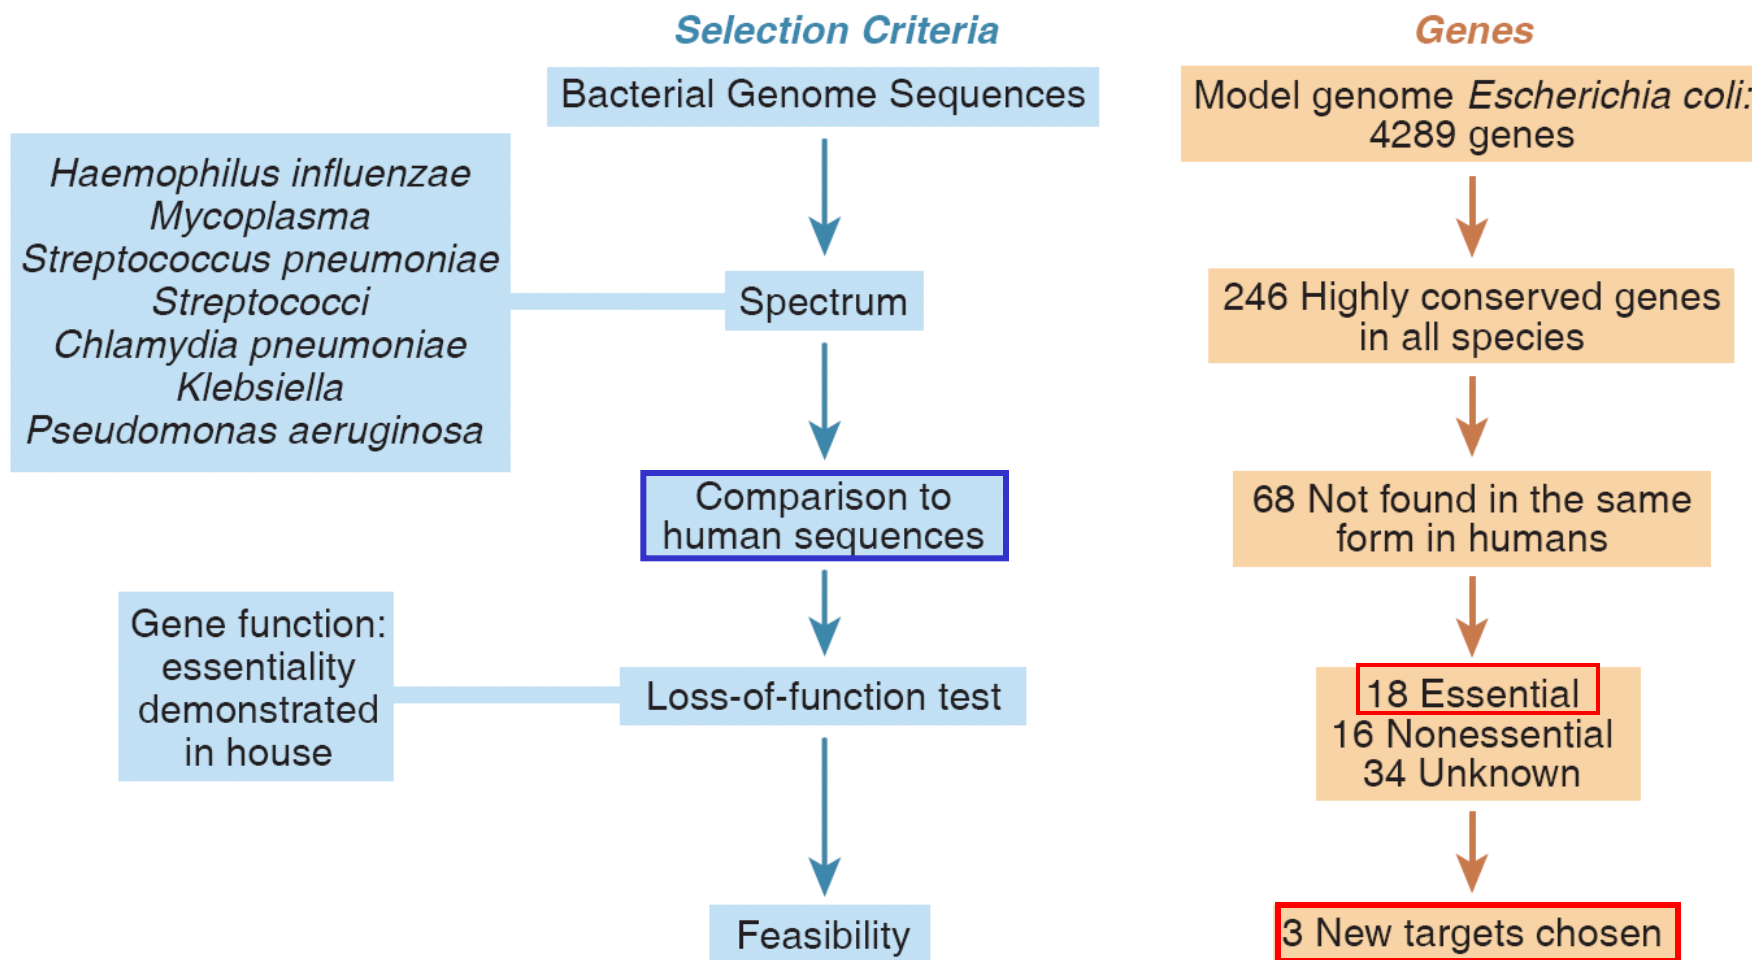 Selection Criteria
Genes
Bacterial Genome Sequences
Model genome Escherichia coli:
4289 genes
Haemophilus influenzae
Mycoplasma
Streptococcus pneumoniae
Streptococci
Chlamydia pneumoniae
Klebsiella
Pseudomonas aeruginosa
Spectrum
246 Highly conserved genes
in all species
Comparison to
human sequences
68 Not found in the same
form in humans
Gene function:
essentiality
demonstrated
in house
Loss-of-function test
18 Essential
16 Nonessential
34 Unknown
Feasibility
3 New targets chosen